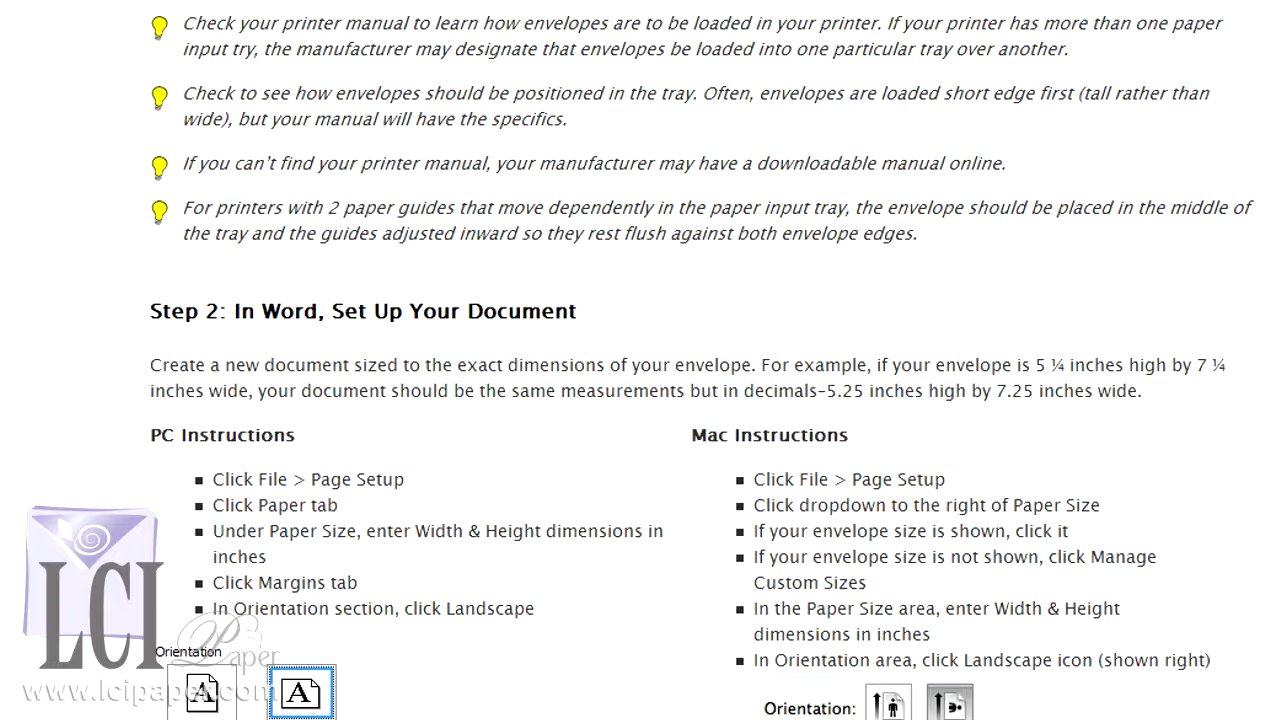 Check your printer manual to learn how envelopes are to be loaded in your printer. If your printer has more than one paper
input try, the manufacturer may designate that envelopes be loaded into one particular tray over another.
Check to see how envelopes should be positioned in the tray. Often, envelopes are loaded short edge first (tall rather than
wide), but your manual will have the specifics.
If you can't find your printer manual, your manufacturer may have a downloadable manual online.
For printers with 2 paper guides that move dependently in the paper input tray, the envelope should be placed in the middle of
the tray and the guides adjusted inward so they rest flush against both envelope edges.
Step 2: In Word, Set Up Your Document
Create a new document sized to the exact dimensions of your envelope. For example, if your envelope is 5 ¼ inches high by 7 ¼
inches wide, your document should be the same measurements but in decimals–5.25 inches high by 7.25 inches wide.
PC Instructions
Click File > Page Setup
Click Paper tab
Under Paper Size, enter Width & Height dimensions in
inches
Click Margins tab
In Orientation section, click Landscape
Orientation
A A
Mac Instructions
Click File > Page Setup
Click dropdown to the right of Paper Size
If your envelope size is shown, click it
If your envelope size is not shown, click Manage
Custom Sizes
In the Paper Size area, enter Width & Height
dimensions in inches
In Orientation area, click Landscape icon (shown right)
Orientation:
LCI
Paper
www.lcipaper.com